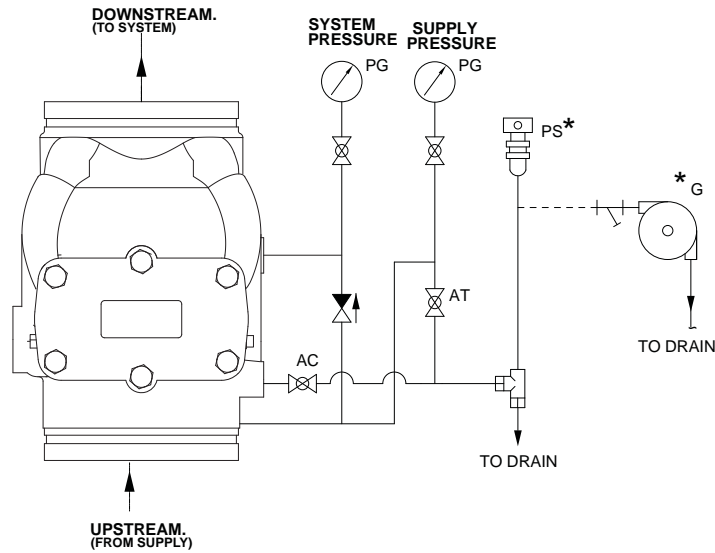 DOWNSTREAM.
(TO SYSTEM)
SYSTEM
PRESSURE
PG
SUPPLY
PRESSURE
PG
PS*
* G
AT
TO DRAIN
AC
TO DRAIN
UPSTREAM.
(FROM SUPPLY)